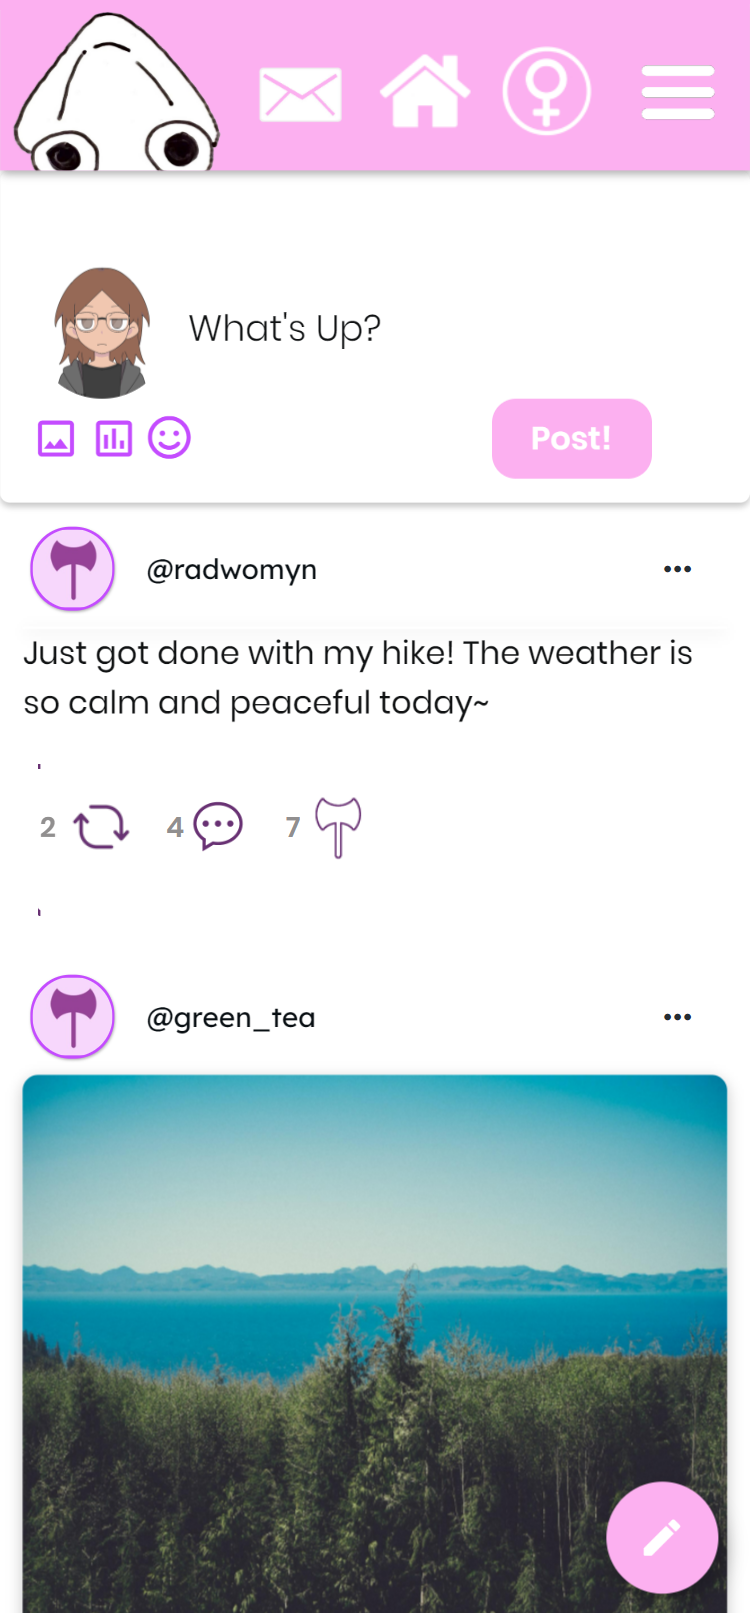 What's Up?
Post!
@radwomyn
Just got done with my hike! The weather is
so calm and peaceful today~
2 4 7
@green_tea